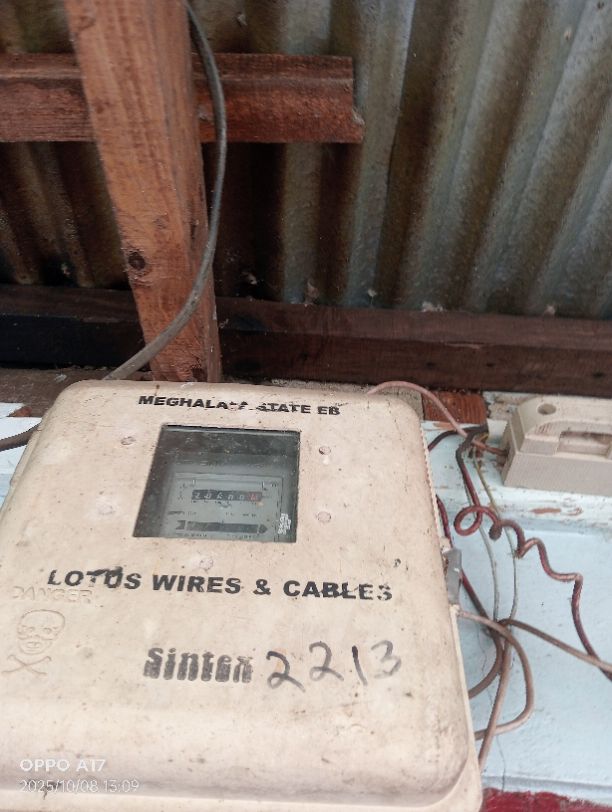 MEGHALAYA STATE EB
LOTUS WIRES & CABLES
DANGER
Sintex 2213
OPPO A17
2025/10/08 13:09